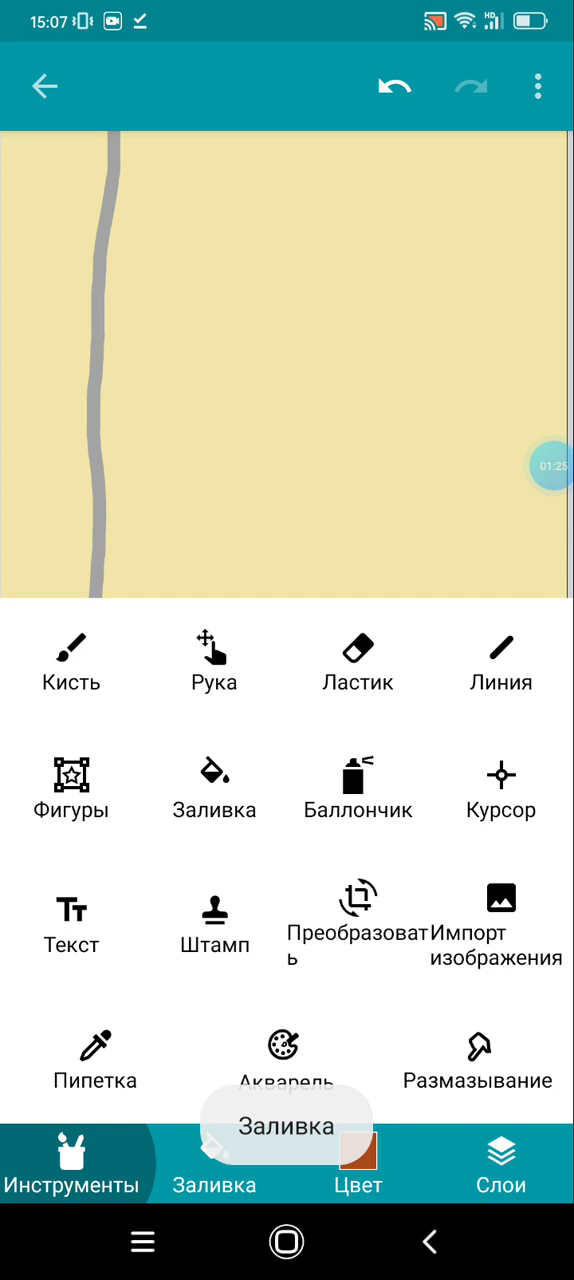 15:07
HD
01:25
Кисть
Рука
Ластик
Линия
Фигуры
Заливка
Баллончик
Курсор
Текст
Штамп
Преобразоват
ь
Импорт
изображения
Пипетка
Акварель
Размазывание
Заливка
Инструменты
Заливка
Цвет
Слои